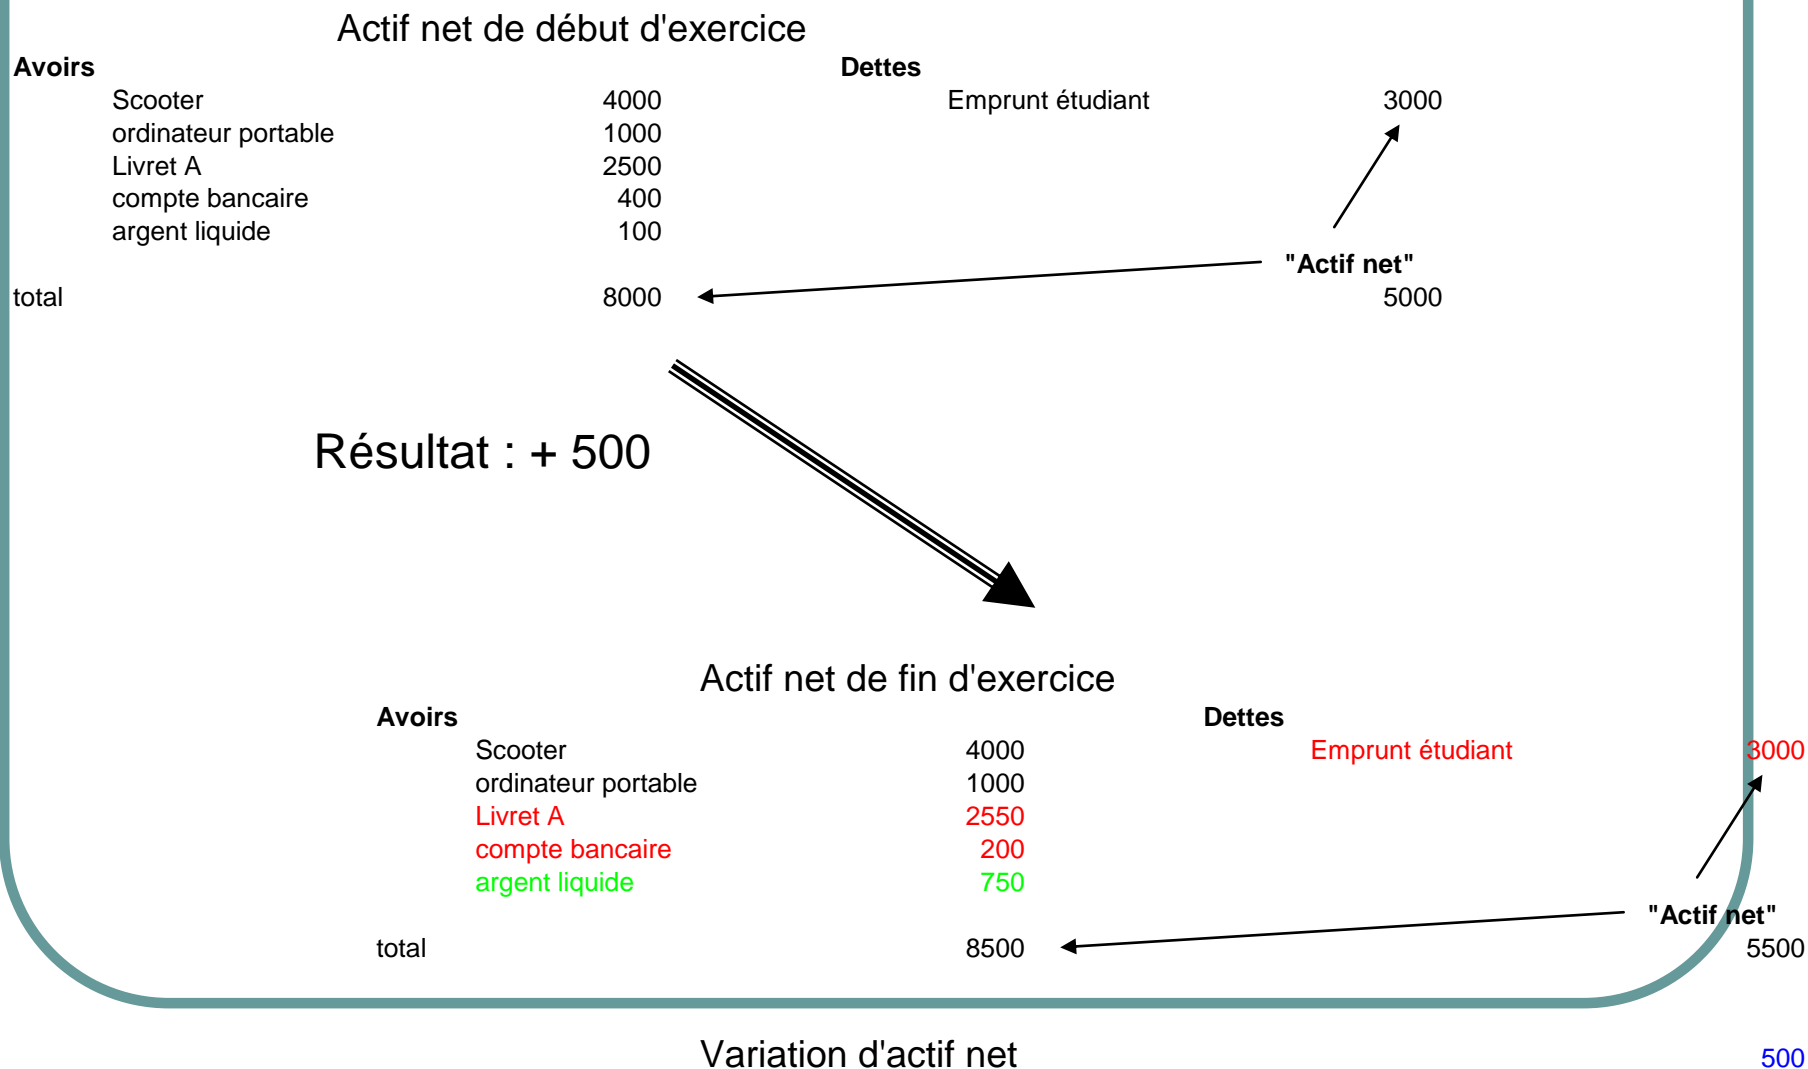 Actif net de début d'exercice
Avoirs Dettes
Scooter 4000 Emprunt étudiant 3000
ordinateur portable 1000
Livret A 2500
compte bancaire 400
argent liquide 100
"Actif net"
total 8000 5000
Résultat : + 500
Actif net de fin d'exercice
Avoirs Dettes
Scooter 4000 Emprunt étudiant 3000
ordinateur portable 1000
Livret A 2550
compte bancaire 200
argent liquide 750
"Actif net"
total 8500 5500
Variation d'actif net 500